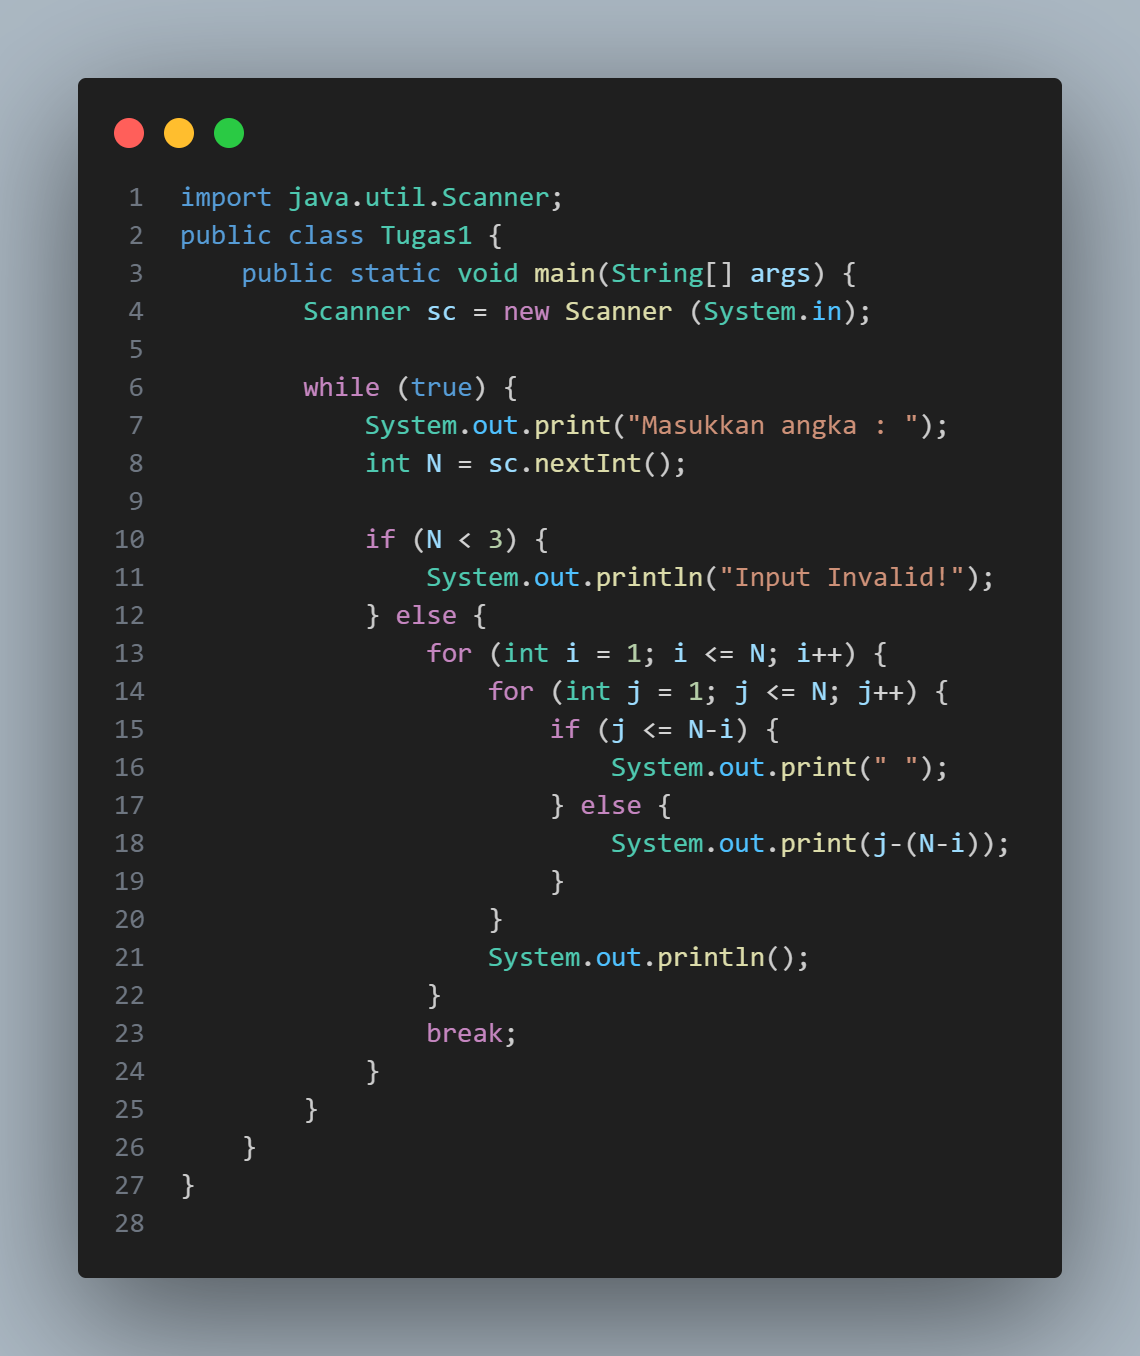 1 import java.util.Scanner;
2 public class Tugas1 {
3     public static void main(String[] args) {
4         Scanner sc = new Scanner (System.in);
5
6         while (true) {
7             System.out.print("Masukkan angka : ");
8             int N = sc.nextInt();
9
10             if (N < 3) {
11                 System.out.println("Input Invalid!");
12             } else {
13                 for (int i = 1; i <= N; i++) {
14                     for (int j = 1; j <= N; j++) {
15                         if (j <= N-i) {
16                             System.out.print(" ");
17                         } else {
18                             System.out.print(j-(N-i));
19                         }
20                     }
21                     System.out.println();
22                 }
23                 break;
24             }
25         }
26     }
27 }
28